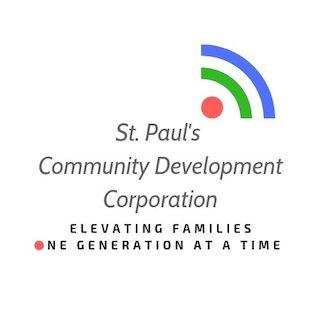 St. Paul's
Community Development
Corporation
ELEVATING FAMILIES
ONE GENERATION AT A TIME